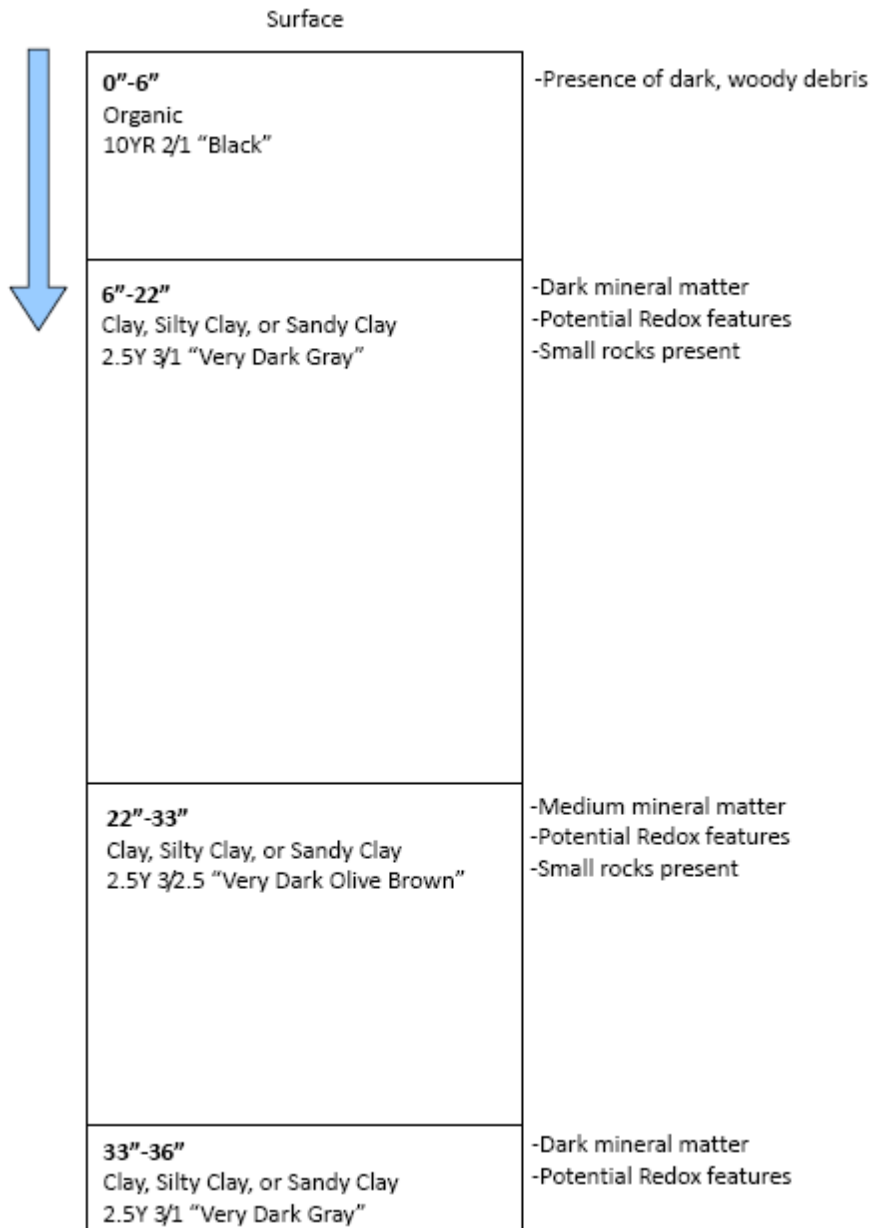 Surface
0”-6”
Organic
10YR 2/1 “Black”
-Presence of dark, woody debris
6”-22”
Clay, Silty Clay, or Sandy Clay
2.5Y 3/1 “Very Dark Gray”
-Dark mineral matter
-Potential Redox features
-Small rocks present
22”-33”
Clay, Silty Clay, or Sandy Clay
2.5Y 3/2.5 “Very Dark Olive Brown”
-Medium mineral matter
-Potential Redox features
-Small rocks present
33”-36”
Clay, Silty Clay, or Sandy Clay
2.5Y 3/1 “Very Dark Gray”
-Dark mineral matter
-Potential Redox features